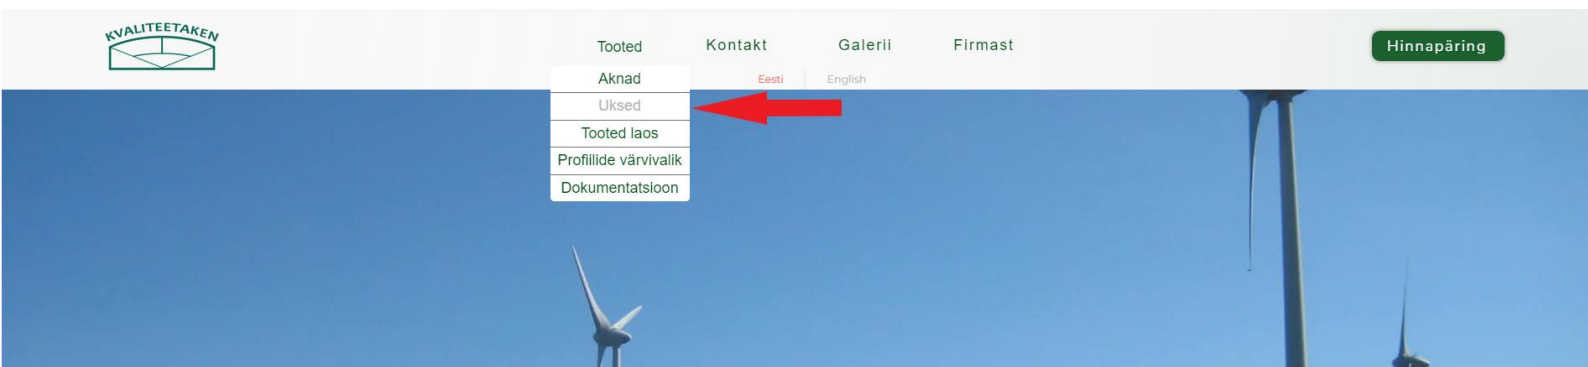 KVALITEETAKEN
Tooted Kontakt Galerii Firmast Hinnapäring
Eesti English
Aknad
Uksed
Tooted laos
Profiilide värvivalik
Dokumentatsioon